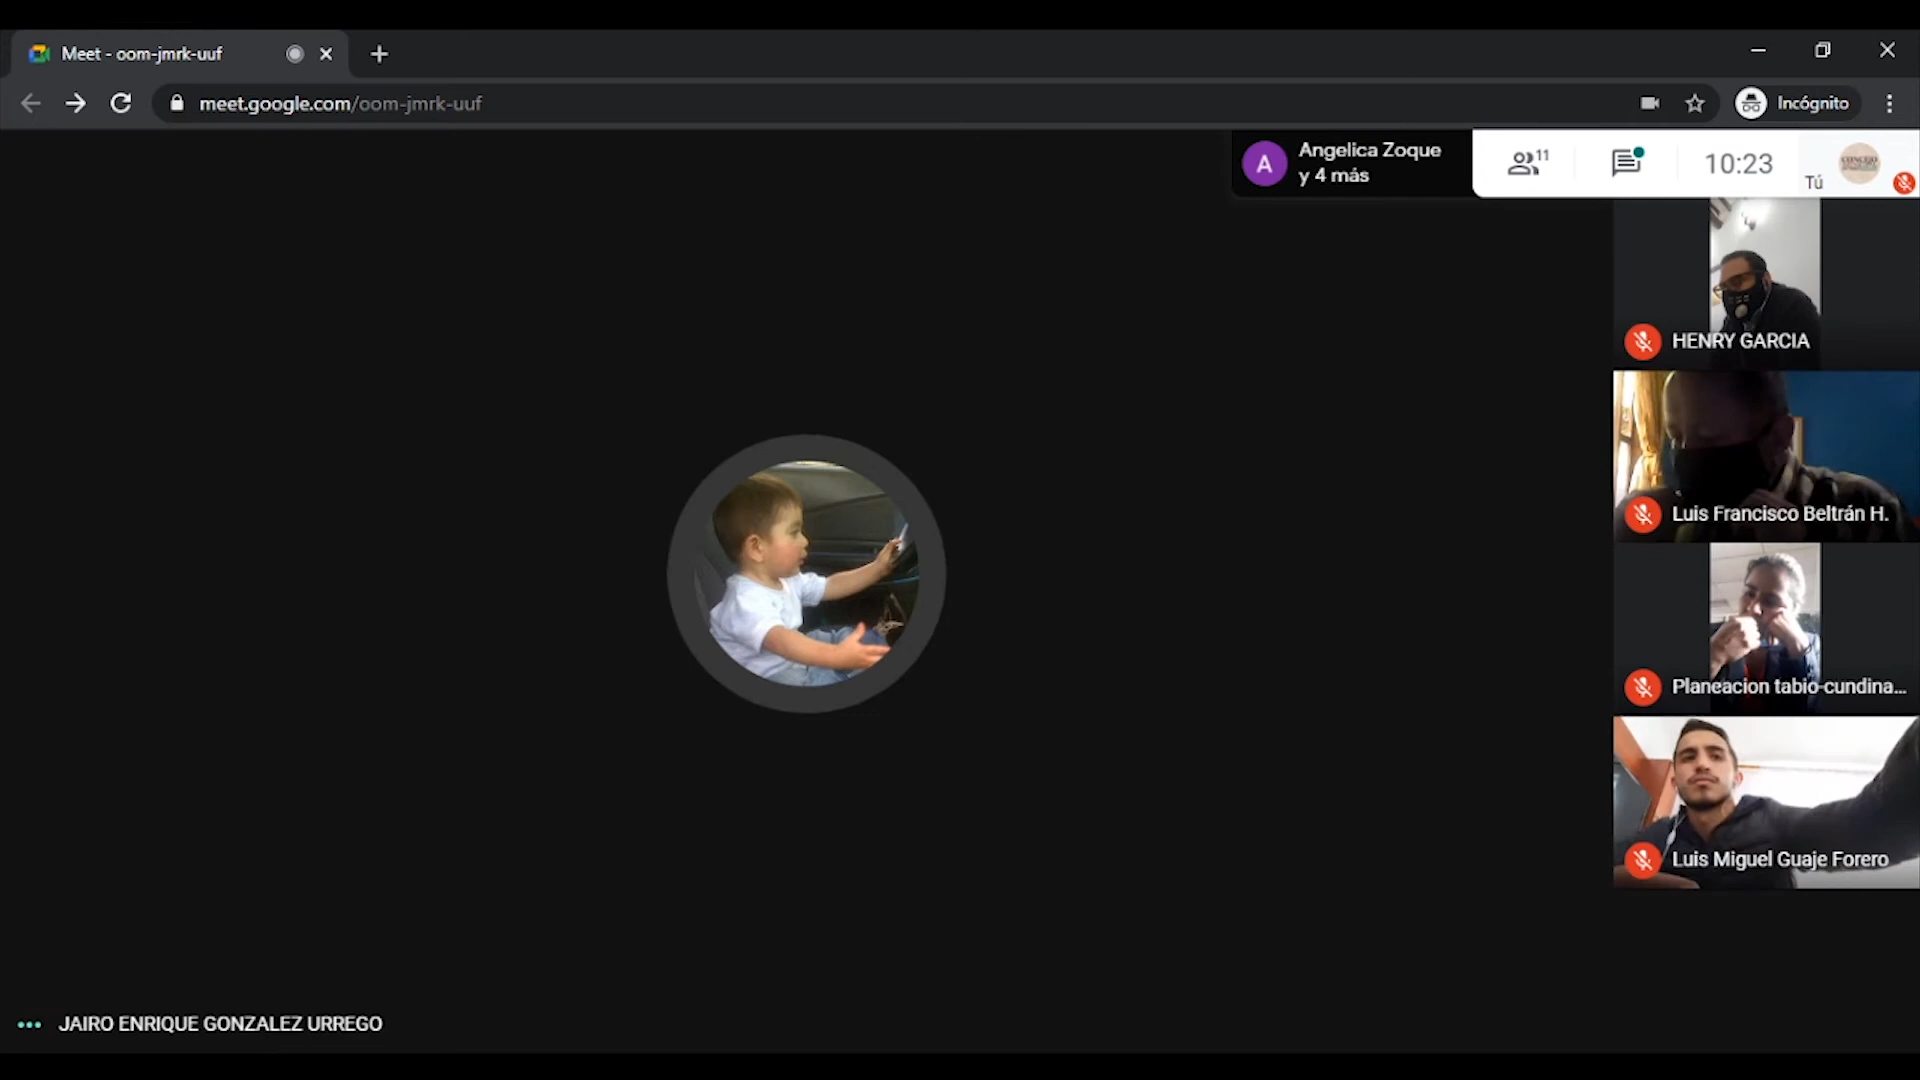 Meet - oom-jmrk-uuf
meet.google.com/oom-jmrk-uuf
Incógnito
A
Angelica Zoque
y 4 más
11
10:23
Tú
CONCEJO
HENRY GARCIA
Luis Francisco Beltrán H.
Planeacion tabio-cundina...
Luis Miguel Guaje Forero
JAIRO ENRIQUE GONZALEZ URREGO